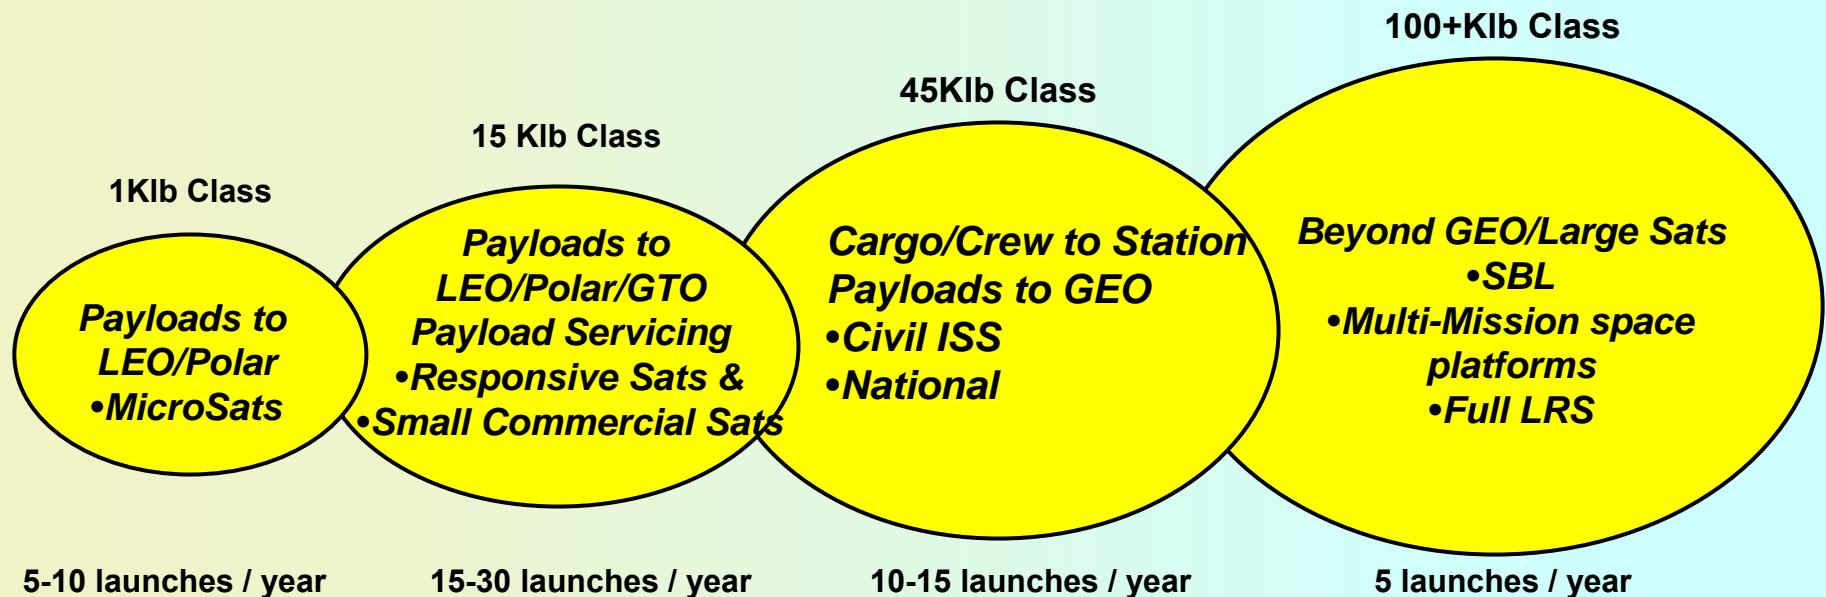 1Klb Class
Payloads to
LEO/Polar
•MicroSats
5-10 launches / year
15 Klb Class
Payloads to
LEO/Polar/GTO
Payload Servicing
•Responsive Sats &
•Small Commercial Sats
15-30 launches / year
45Klb Class
Cargo/Crew to Station
Payloads to GEO
•Civil ISS
•National
10-15 launches / year
100+Klb Class
Beyond GEO/Large Sats
•SBL
•Multi-Mission space
platforms
•Full LRS
5 launches / year